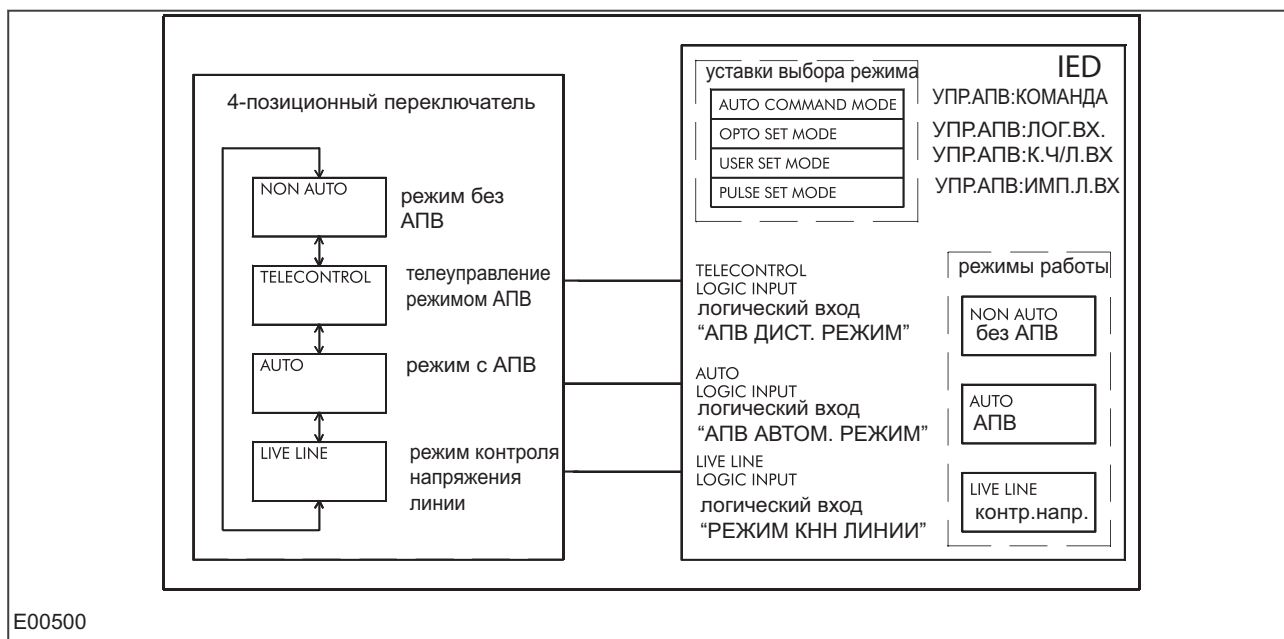 4-позиционный переключатель
NON AUTO
режим без
АПВ
TELECONTROL
телеуправление
режимом АПВ
AUTO
режим с АПВ
LIVE LINE
режим контроля
напряжения
линии
IED
уставки выбора режима
AUTO COMMAND MODE
УПР.АПВ:КОМАНДА
OPTO SET MODE
УПР.АПВ:ЛОГ.ВХ.
USER SET MODE
УПР.АПВ:К.Ч/Л.ВХ
PULSE SET MODE
УПР.АПВ:ИМП.Л.ВХ
TELECONTROL
LOGIC INPUT
логический вход
“АПВ ДИСТ. РЕЖИМ”
AUTO
LOGIC INPUT
логический вход
“АПВ АВТОМ. РЕЖИМ”
LIVE LINE
LOGIC INPUT
логический вход
“РЕЖИМ КНН ЛИНИИ”
режимы работы
NON AUTO
без АПВ
AUTO
АПВ
LIVE LINE
контр.напр.
E00500